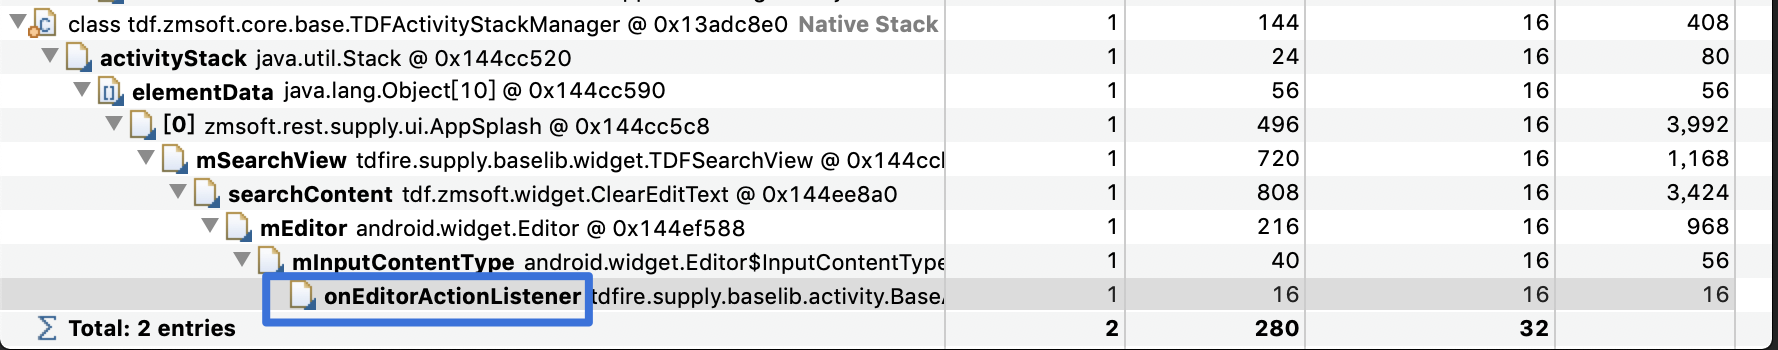 class tdf.zmsoft.core.base.TDFActivityStackManager @ 0x13adc8e0 Native Stack 1 144 16 408
activityStack java.util.Stack @ 0x144cc520 1 24 16 80
elementData java.lang.Object[10] @ 0x144cc590 1 56 16 56
[0] zmsoft.rest.supply.ui.AppSplash @ 0x144cc5c8 1 496 16 3,992
mSearchView tdfire.supply.baselib.widget.TDFSearchView @ 0x144cc 1 720 16 1,168
searchContent tdf.zmsoft.widget.ClearEditText @ 0x144ee8a0 1 808 16 3,424
mEditor android.widget.Editor @ 0x144ef588 1 216 16 968
mInputContentType android.widget.Editor$InputContentType 1 40 16 56
onEditorActionListener tdfire.supply.baselib.activity.Base 1 16 16 16
Total: 2 entries 2 280 32